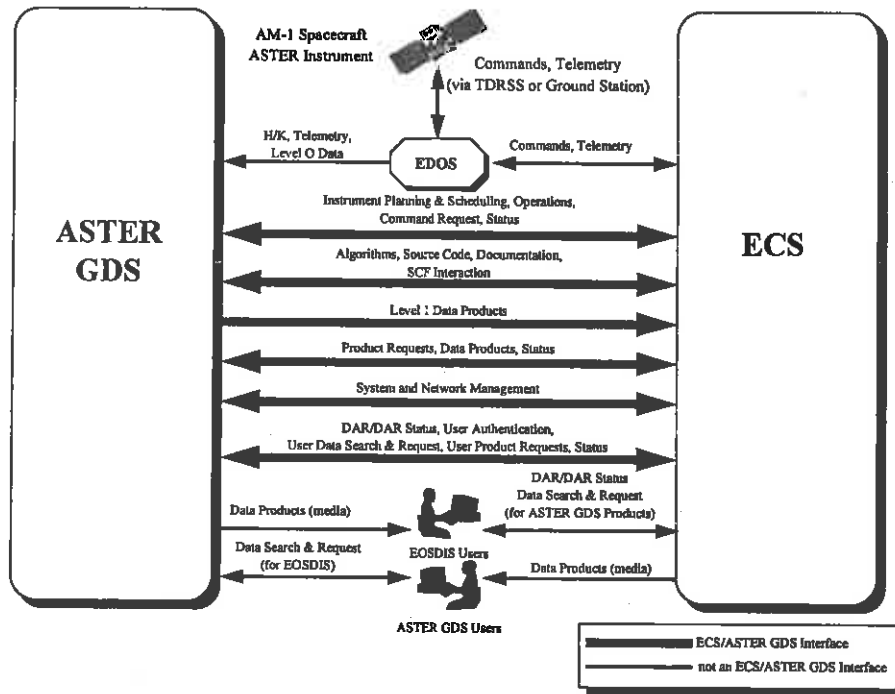 AM-1 Spacecraft
ASTER Instrument
Commands, Telemetry
(via TDRSS or Ground Station)
H/K, Telemetry,
Level O Data
EDOS
Commands, Telemetry
Instrument Planning & Scheduling, Operations,
Command Request, Status
ASTER
GDS
ECS
Algorithms, Source Code, Documentation,
SCF Interaction
Level 1 Data Products
Product Requests, Data Products, Status
System and Network Management
DAR/DAR Status, User Authentication,
User Data Search & Request, User Product Requests, Status
DAR/DAR Status
Data Search & Request
(for ASTER GDS Products)
Data Products (media)
EOSDIS Users
Data Search & Request
(for EOSDIS)
Data Products (media)
ASTER GDS Users
ECS/ASTER GDS Interface
not an ECS/ASTER GDS Interface